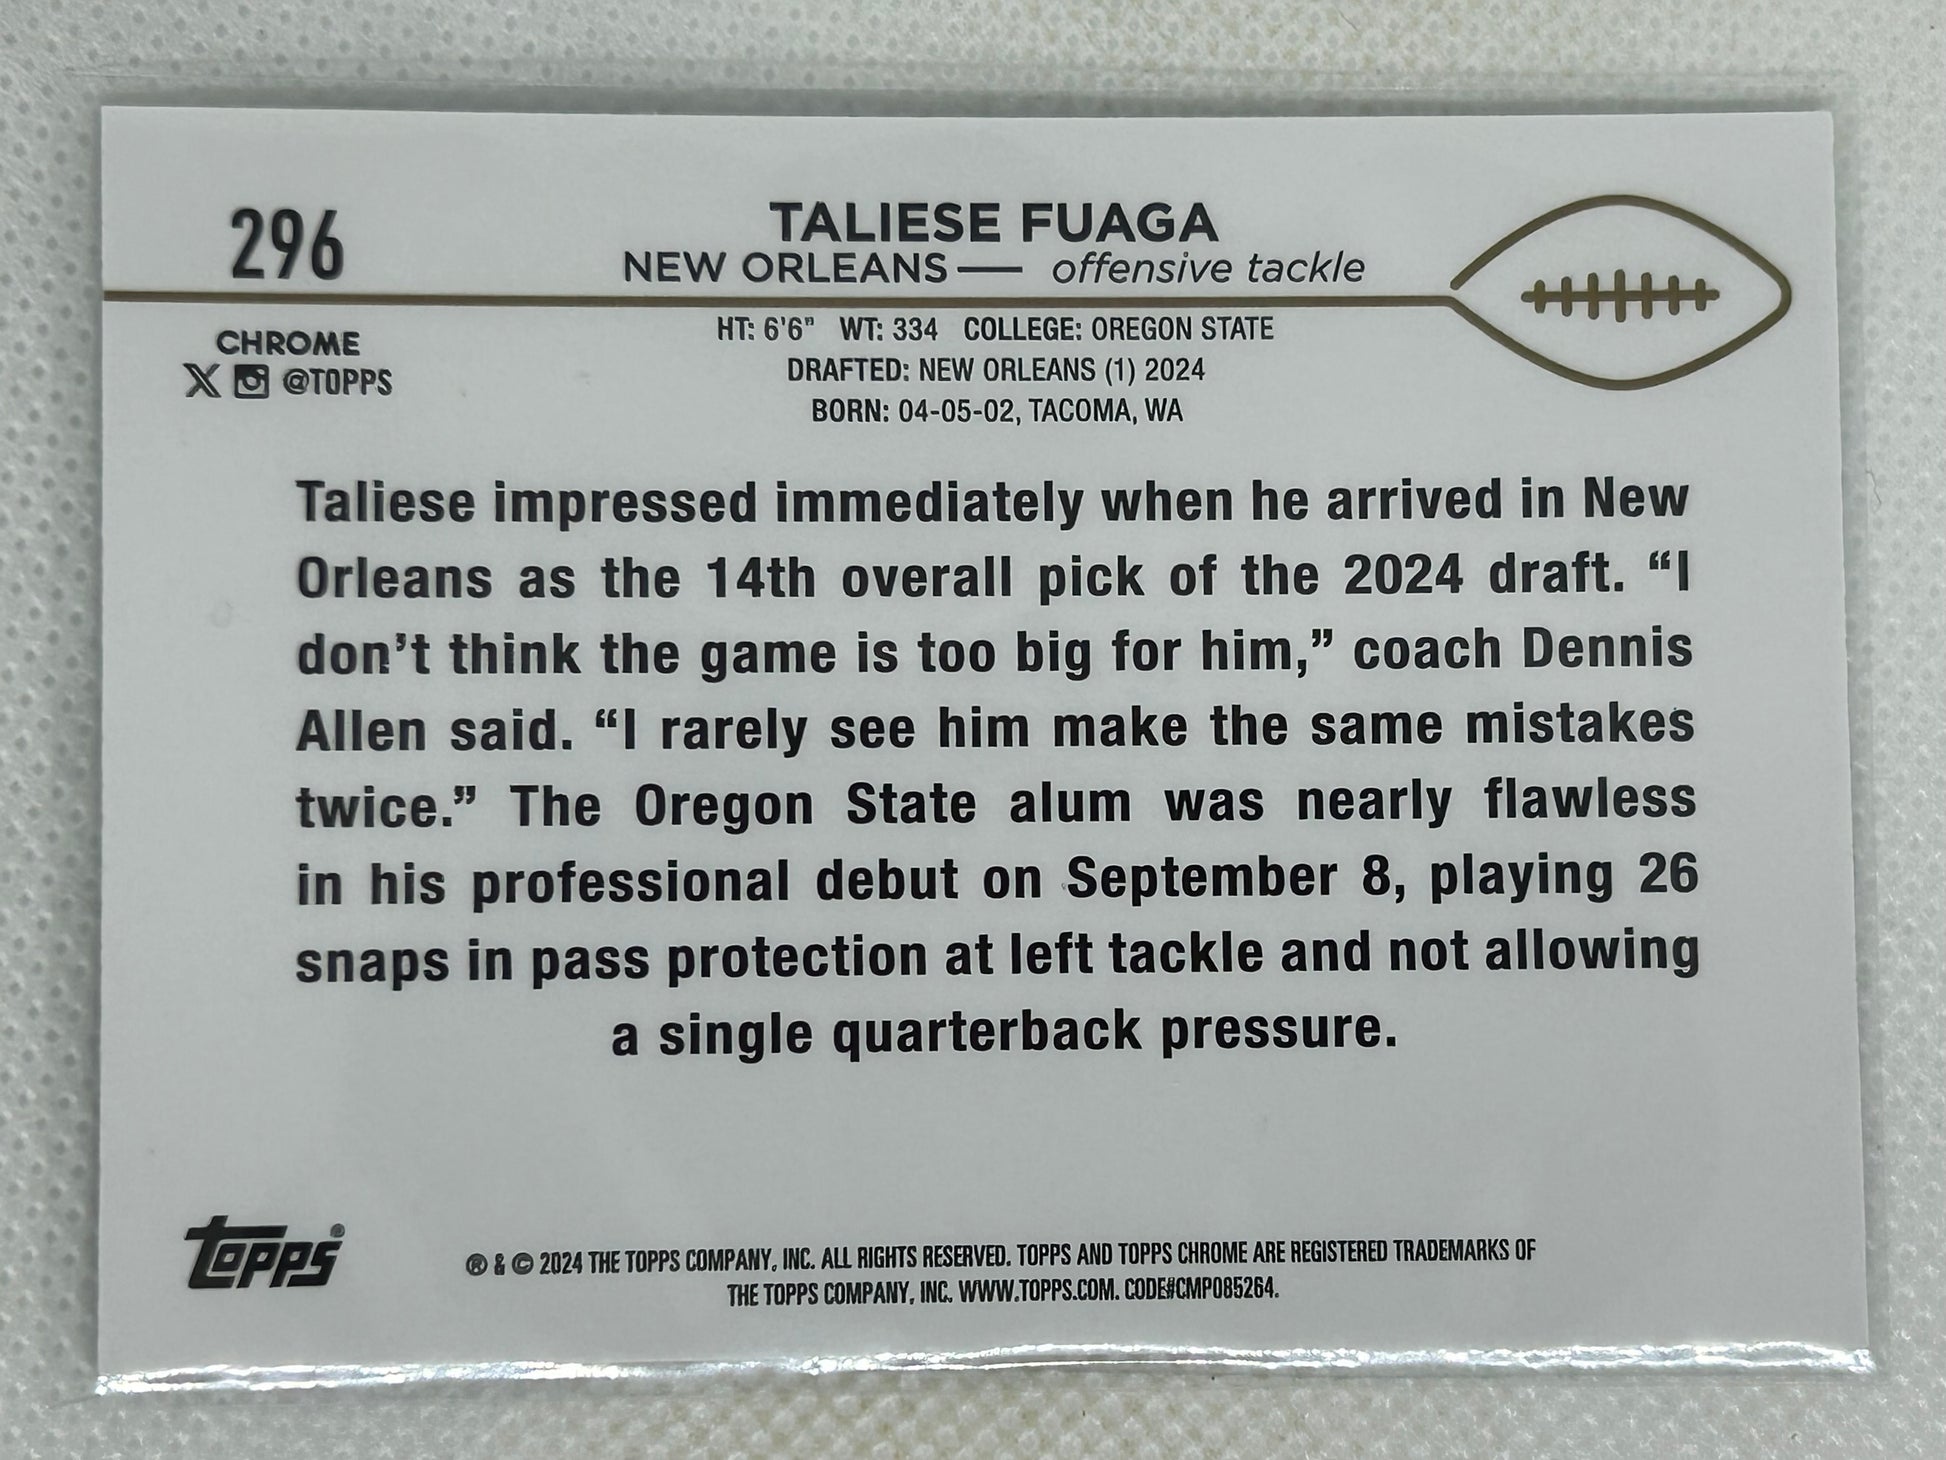 296
TALIESE FUAGA
NEW ORLEANS — offensive tackle
CHROME
X @TOPPS
HT: 6'6" WT: 334 COLLEGE: OREGON STATE
DRAFTED: NEW ORLEANS (1) 2024
BORN: 04-05-02, TACOMA, WA
Taliese impressed immediately when he arrived in New
Orleans as the 14th overall pick of the 2024 draft. “I
don’t think the game is too big for him,” coach Dennis
Allen said. “I rarely see him make the same mistakes
twice.” The Oregon State alum was nearly flawless
in his professional debut on September 8, playing 26
snaps in pass protection at left tackle and not allowing
a single quarterback pressure.
topps®
® & © 2024 THE TOPPS COMPANY, INC. ALL RIGHTS RESERVED. TOPPS AND TOPPS CHROME ARE REGISTERED TRADEMARKS OF
THE TOPPS COMPANY, INC. WWW.TOPPS.COM. CODE#CMP085264.